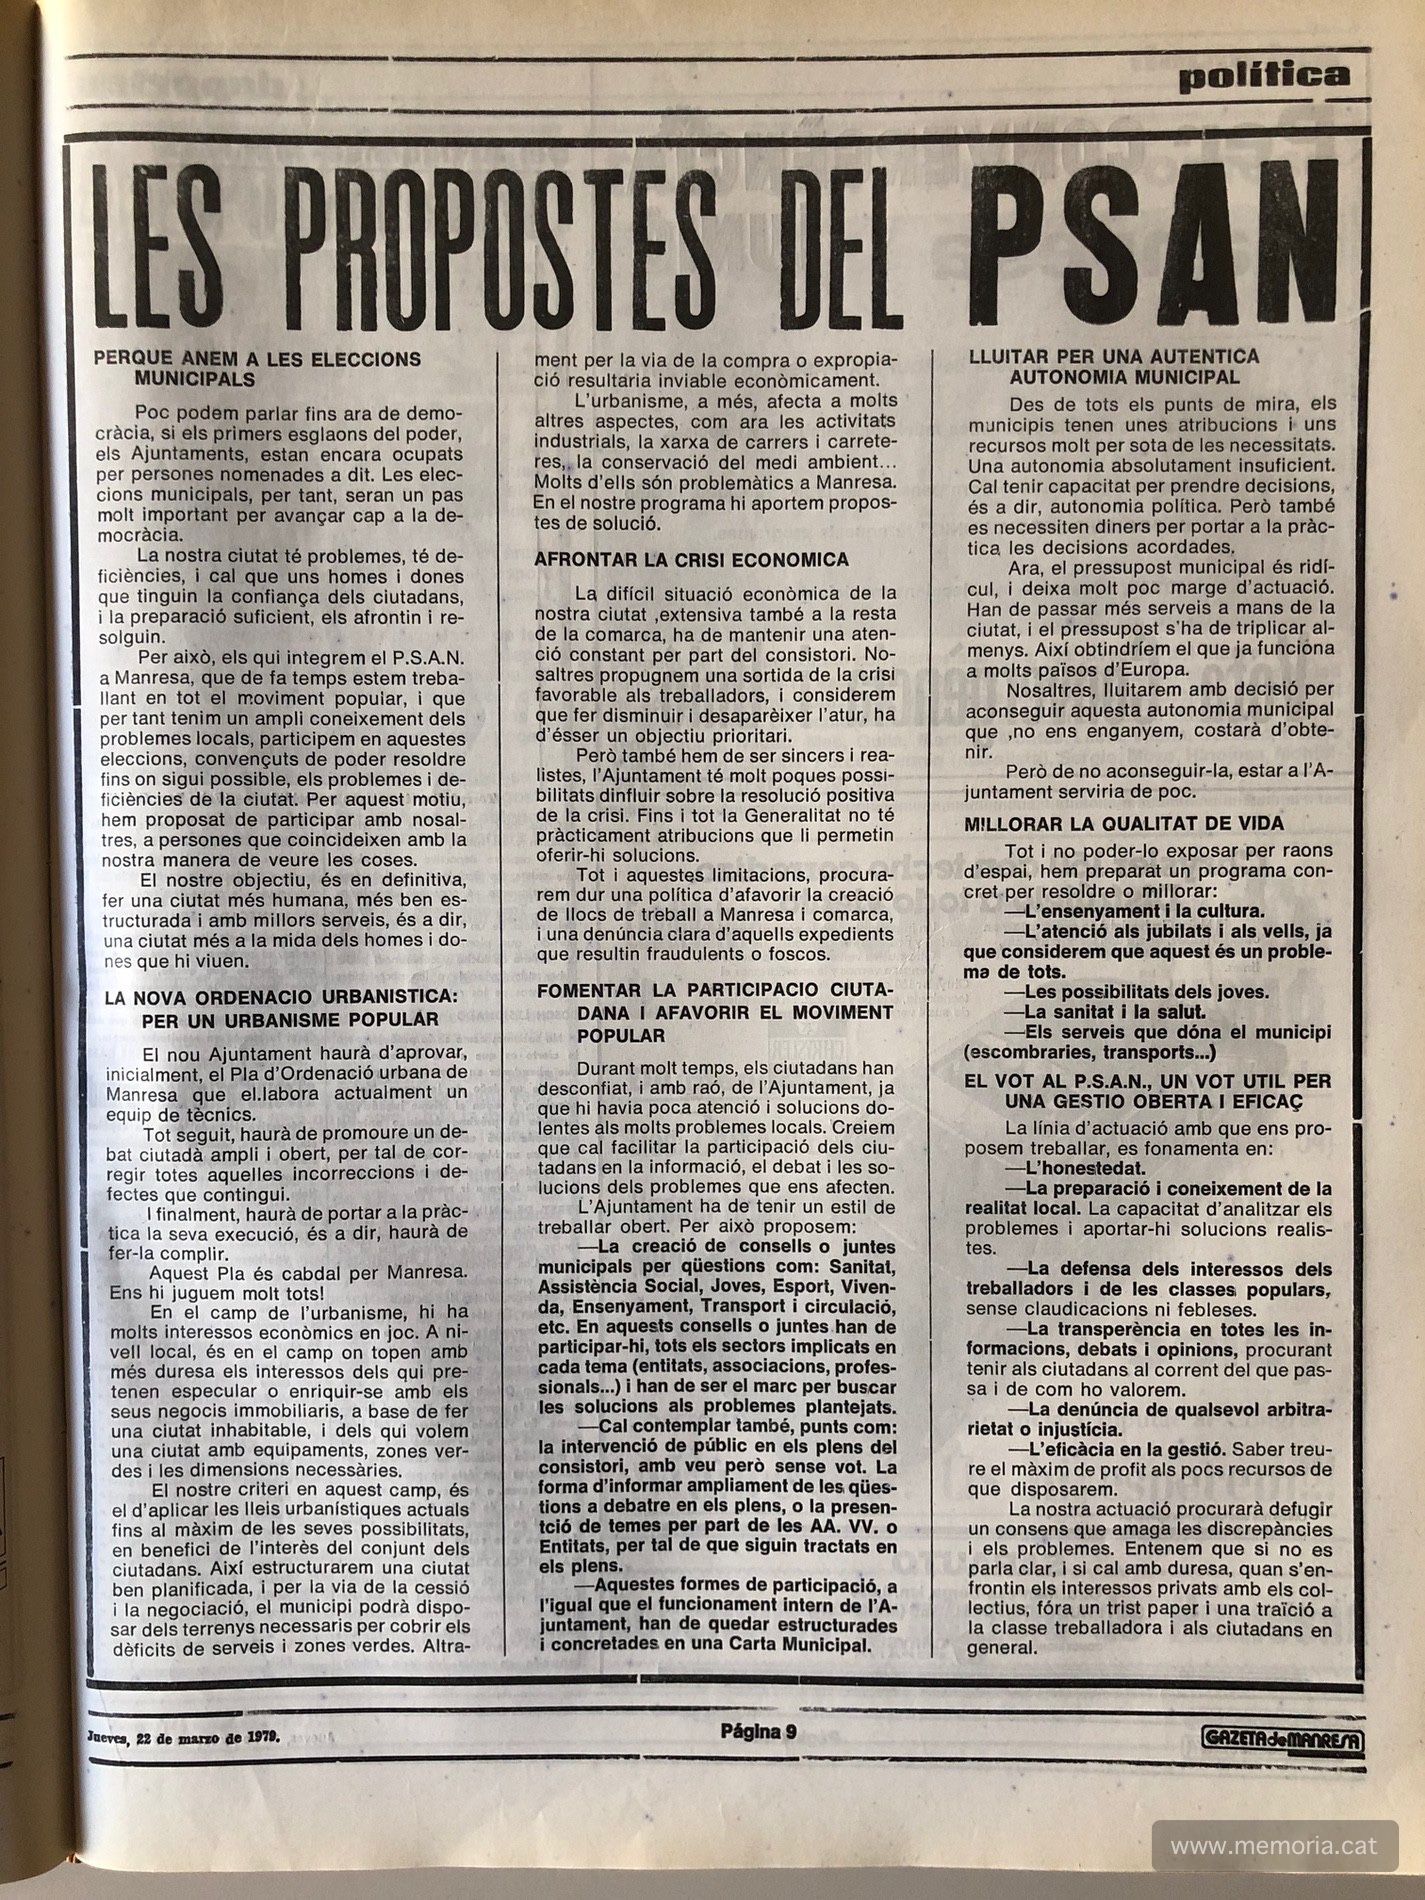 política
LES PROPOSTES DEL PSAN
PERQUE ANEM A LES ELECCIONS
MUNICIPALS
Poc podem parlar fins ara de demo-
cràcia, si els primers esglaons del poder,
els Ajuntaments, estan encara ocupats
per persones nomenades a dit. Les elec-
cions municipals, per tant, seran un pas
molt important per avançar cap a la de-
mocràcia.
La nostra ciutat té problemes, té de-
ficiències, i cal que uns homes i dones
que tinguin la confiança dels ciutadans,
i la preparació suficient, els afrontin i re-
solguin.
Per això, els qui integrem el P.S.A.N.
a Manresa, que de fa temps estem treba-
llant en tot el moviment popular, i que
per tant tenim un ampli coneixement dels
problemes locals, participem en aquestes
eleccions, convençuts de poder resoldre
fins on sigui possible, els problemes i de-
ficiències de la ciutat. Per aquest motiu,
hem proposat de participar amb nosal-
tres, a persones que coincideixen amb la
nostra manera de veure les coses.
El nostre objectiu, és en definitiva,
fer una ciutat més humana, més ben es-
tructurada i amb millors serveis, és a dir,
una ciutat més a la mida dels homes i do-
nes que hi viuen.
LA NOVA ORDENACIO URBANISTICA:
PER UN URBANISME POPULAR
El nou Ajuntament haurà d'aprovar,
inicialment, el Pla d'Ordenació urbana de
Manresa que el.labora actualment un
equip de tècnics.
Tot seguit, haurà de promoure un de-
bat ciutadà ampli i obert, per tal de cor-
regir totes aquelles incorreccions i de-
fectes que contingui.
I finalment, haurà de portar a la pràc-
tica la seva execució, és a dir, haurà de
fer-la complir.
Aquest Pla és cabdal per Manresa.
Ens hi juguem molt tots!
En el camp de l'urbanisme, hi ha
molts interessos econòmics en joc. A ni-
vell local, és en el camp on topen amb
més duresa els interessos dels qui pre-
tenen especular o enriquir-se amb els
seus negocis immobiliaris, a base de fer
una ciutat inhabitable, i dels qui volem
una ciutat amb equipaments, zones ver-
des i les dimensions necessàries.
El nostre criteri en aquest camp, és
el d'aplicar les lleis urbanístiques actuals
fins al màxim de les seves possibilitats,
en benefici de l'interès del conjunt dels
ciutadans. Així estructurarem una ciutat
ben planificada, i per la via de la cessió
i la negociació, el municipi podrà dispo-
sar dels terrenys necessaris per cobrir els
dèficits de serveis i zones verdes. Altra-
ment per la via de la compra o expropia-
ció resultaria inviable econòmicament.
L'urbanisme, a més, afecta a molts
altres aspectes, com ara les activitats
industrials, la xarxa de carrers i carrete-
res, la conservació del medi ambient...
Molts d'ells són problemàtics a Manresa.
En el nostre programa hi aportem propos-
tes de solució.
AFRONTAR LA CRISI ECONOMICA
La difícil situació econòmica de la
nostra ciutat ,extensiva també a la resta
de la comarca, ha de mantenir una aten-
ció constant per part del consistori. No-
saltres propugnem una sortida de la crisi
favorable als treballadors, i considerem
que fer disminuir i desaparèixer l'atur, ha
d'ésser un objectiu prioritari.
Però també hem de ser sincers i rea-
listes, l'Ajuntament té molt poques possi-
bilitats dinfluir sobre la resolució positiva
de la crisi. Fins i tot la Generalitat no té
pràcticament atribucions que li permetin
oferir-hi solucions.
Tot i aquestes limitacions, procura-
rem dur una política d'afavorir la creació
de llocs de treball a Manresa i comarca,
i una denúncia clara d'aquells expedients
que resultin fraudulents o foscos.
FOMENTAR LA PARTICIPACIO CIUTA-
DANA I AFAVORIR EL MOVIMENT
POPULAR
Durant molt temps, els ciutadans han
desconfiat, i amb raó, de l'Ajuntament, ja
que hi havia poca atenció i solucions do-
lentes als molts problemes locals. Creiem
que cal facilitar la participació dels ciu-
tadans en la informació, el debat i les so-
lucions dels problemes que ens afecten.
L'Ajuntament ha de tenir un estil de
treballar obert. Per això proposem:
—La creació de consells o juntes
municipals per qüestions com: Sanitat,
Assistència Social, Joves, Esport, Viven-
da, Ensenyament, Transport i circulació,
etc. En aquests consells o juntes han de
participar-hi, tots els sectors implicats en
cada tema (entitats, associacions, profes-
sionals...) i han de ser el marc per buscar
les solucions als problemes plantejats.
—Cal contemplar també, punts com:
la intervenció de públic en els plens del
consistori, amb veu però sense vot. La
forma d'informar ampliament de les qües-
tions a debatre en els plens, o la presen-
tció de temes per part de les AA. VV. o
Entitats, per tal de que siguin tractats en
els plens.
—Aquestes formes de participació, a
l'igual que el funcionament intern de l'A-
juntament, han de quedar estructurades
i concretades en una Carta Municipal.
LLUITAR PER UNA AUTENTICA
AUTONOMIA MUNICIPAL
Des de tots els punts de mira, els
municipis tenen unes atribucions i uns
recursos molt per sota de les necessitats.
Una autonomia absolutament insuficient.
Cal tenir capacitat per prendre decisions,
és a dir, autonomia política. Però també
es necessiten diners per portar a la pràc-
tica les decisions acordades.
Ara, el pressupost municipal és ridí-
cul, i deixa molt poc marge d'actuació.
Han de passar més serveis a mans de la
ciutat, i el pressupost s'ha de triplicar al-
menys. Així obtindríem el que ja funciona
a molts països d'Europa.
Nosaltres, lluitarem amb decisió per
aconseguir aquesta autonomia municipal
que ,no ens enganyem, costarà d'obte-
nir.
Però de no aconseguir-la, estar a l'A-
juntament serviria de poc.
MILLORAR LA QUALITAT DE VIDA
Tot i no poder-lo exposar per raons
d'espai, hem preparat un programa con-
cret per resoldre o millorar:
—L'ensenyament i la cultura.
—L'atenció als jubilats i als vells, ja
que considerem que aquest és un proble-
ma de tots.
—Les possibilitats dels joves.
—La sanitat i la salut.
—Els serveis que dóna el municipi
(escombraries, transports...)
EL VOT AL P.S.A.N., UN VOT UTIL PER
UNA GESTIO OBERTA I EFICAÇ
La línia d'actuació amb que ens pro-
posem treballar, es fonamenta en:
—L'honestedat.
—La preparació i coneixement de la
realitat local. La capacitat d'analitzar els
problemes i aportar-hi solucions realis-
tes.
—La defensa dels interessos dels
treballadors i de les classes populars,
sense claudicacions ni febleses.
—La transperència en totes les in-
formacions, debats i opinions, procurant
tenir als ciutadans al corrent del que pas-
sa i de com ho valorem.
—La denúncia de qualsevol arbitra-
rietat o injustícia.
—L'eficàcia en la gestió. Saber treu-
re el màxim de profit als pocs recursos de
que disposarem.
La nostra actuació procurarà defugir
un consens que amaga les discrepàncies
i els problemes. Entenem que si no es
parla clar, i si cal amb duresa, quan s'en-
frontin els interessos privats amb els col-
lectius, fóra un trist paper i una traïció a
la classe treballadora i als ciutadans en
general.
Jueves, 22 de marzo de 1979.
Página 9
GAZETA de MANRESA
www.memoria.cat